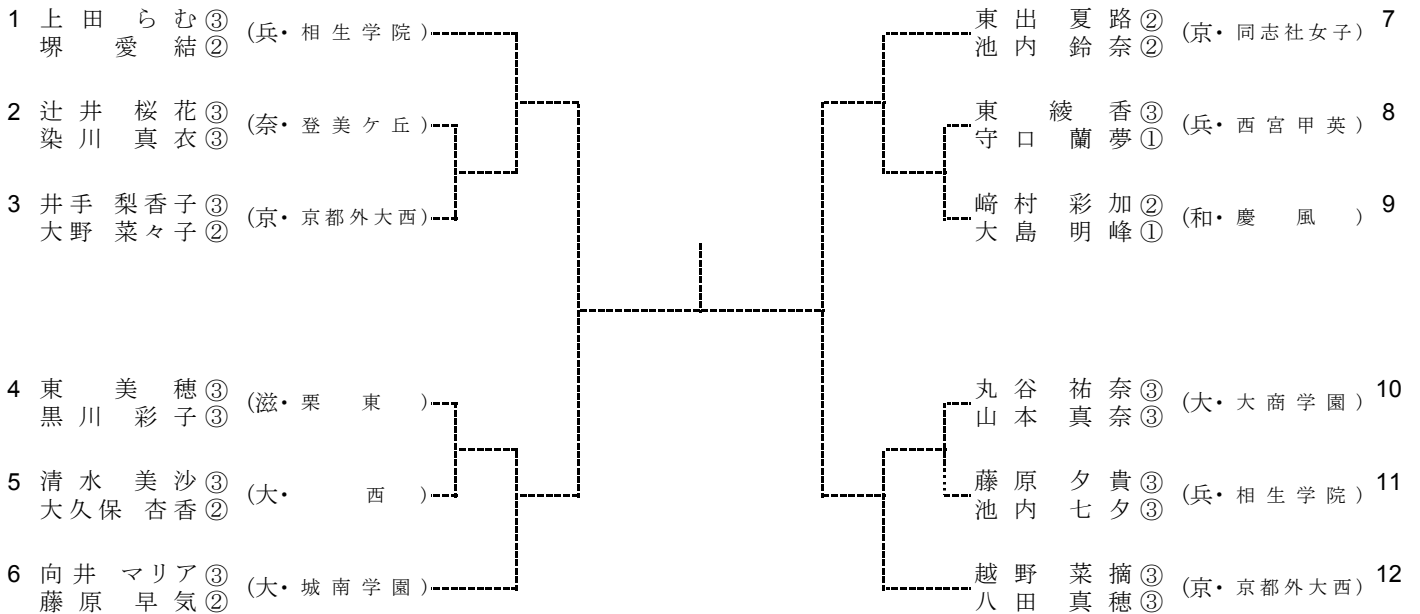 1 上田 らむ③ (兵・相生学院)
堺 愛結②
2 辻井 桜花③ (奈・登美ケ丘)
染川 真衣③
3 井手 梨香子③ (京・京都外大西)
大野 菜々子②
4 東 美穂③ (滋・栗東)
黒川 彩子③
5 清水 美沙③ (大・西)
大久保 杏香②
6 向井 マリア③ (大・城南学園)
藤原 早気②
東出 夏路② (京・同志社女子) 7
池内 鈴奈②
東 綾香③ (兵・西宮甲英) 8
守口 蘭夢①
﨑村 彩加② (和・慶風) 9
大島 明峰①
丸谷 祐奈③ (大・大商学園) 10
山本 真奈③
藤原 夕貴③ (兵・相生学院) 11
池内 七夕③
越野 菜摘③ (京・京都外大西) 12
八田 真穂③